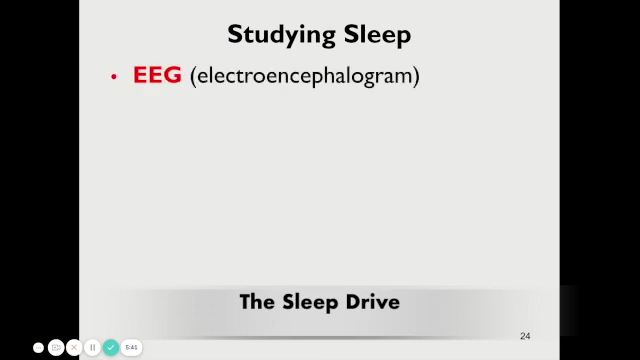 Studying Sleep
• EEG (electroencephalogram)
The Sleep Drive
24
5:41